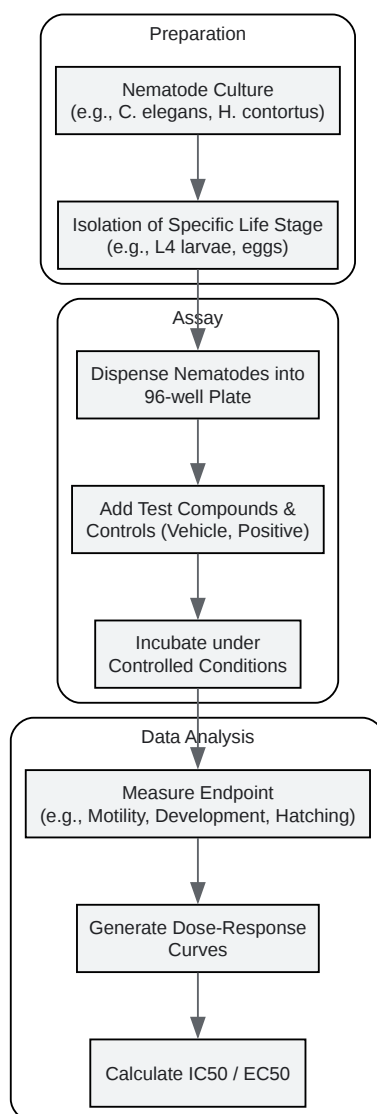 Preparation
Nematode Culture
(e.g., C. elegans, H. contortus)
Isolation of Specific Life Stage
(e.g., L4 larvae, eggs)
Assay
Dispense Nematodes into
96-well Plate
Add Test Compounds &
Controls (Vehicle, Positive)
Incubate under
Controlled Conditions
Data Analysis
Measure Endpoint
(e.g., Motility, Development, Hatching)
Generate Dose-Response
Curves
Calculate IC50 / EC50